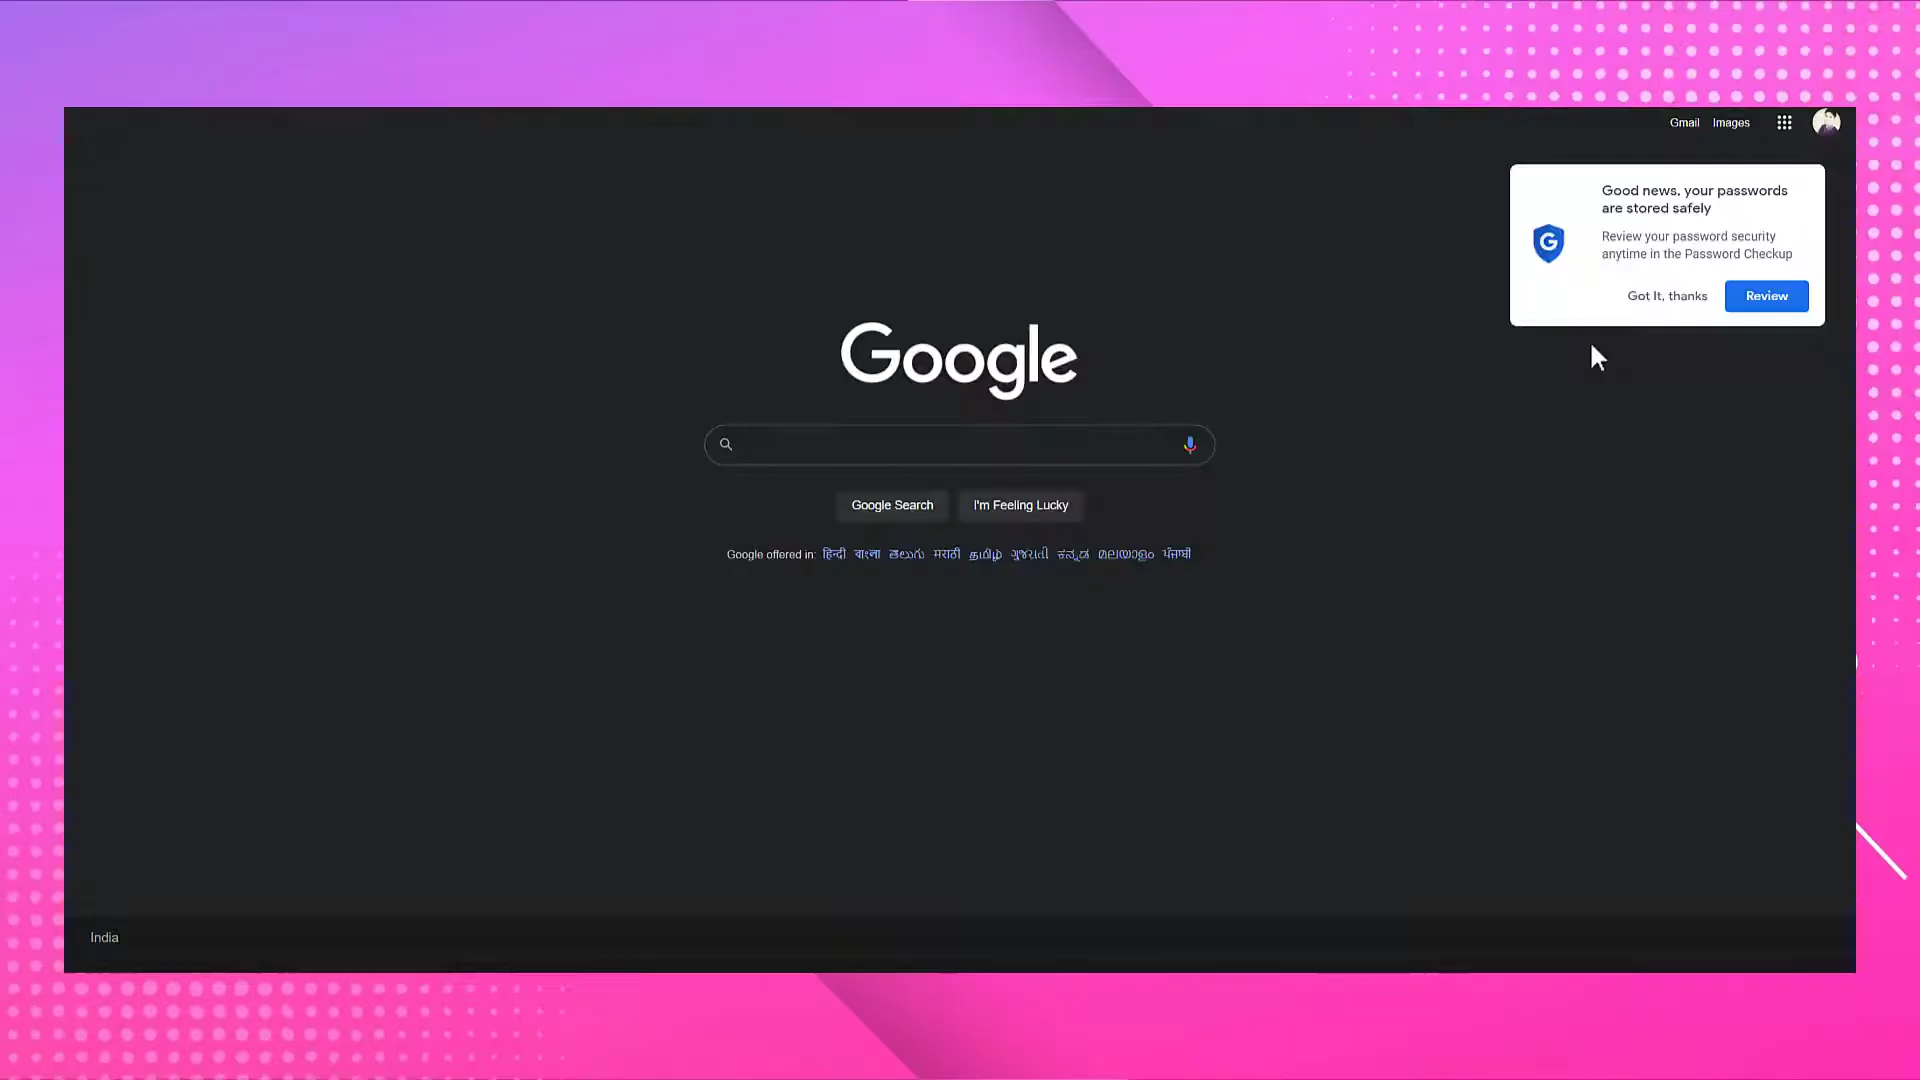 Gmail Images
Good news, your passwords
are stored safely
Review your password security
anytime in the Password Checkup
Got It, thanks Review
Google
Google Search I'm Feeling Lucky
Google offered in: हिन्दी বাংলা తెలుగు मराठी தமிழ் ગુજરાતી ಕನ್ನಡ മലയാളം ਪੰਜਾਬੀ
India